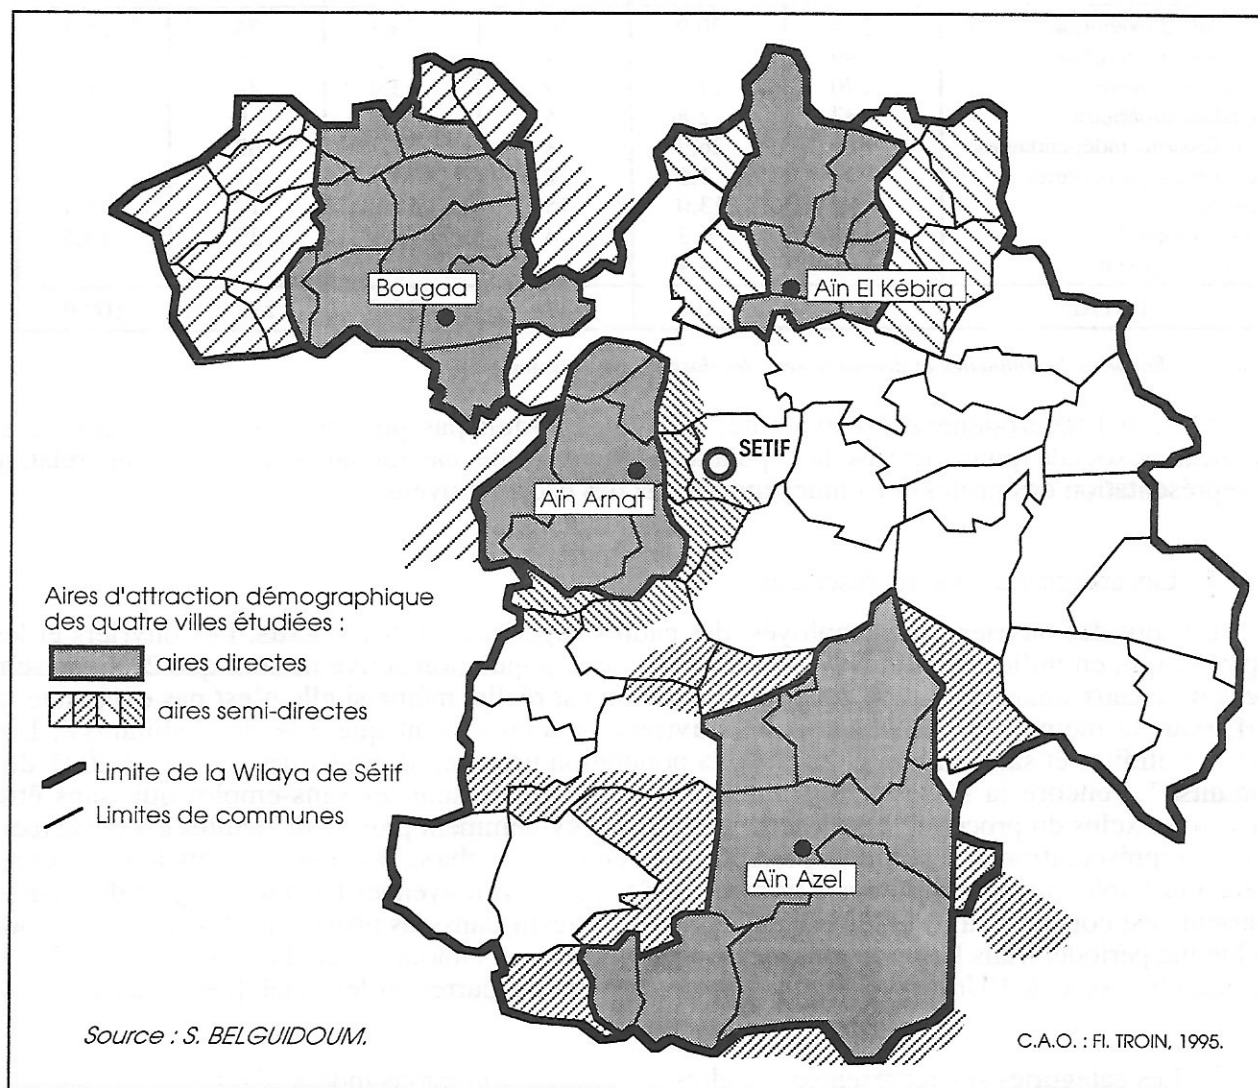 Bougaa
Aïn El Kébira
SETIF
Aïn Arnat
Aires d'attraction démographique
des quatre villes étudiées :
aires directes
aires semi-directes
Limite de la Wilaya de Sétif
Limites de communes
Aïn Azel
Source : S. BELGUIDOUM.
C.A.O. : Fl. TROIN, 1995.